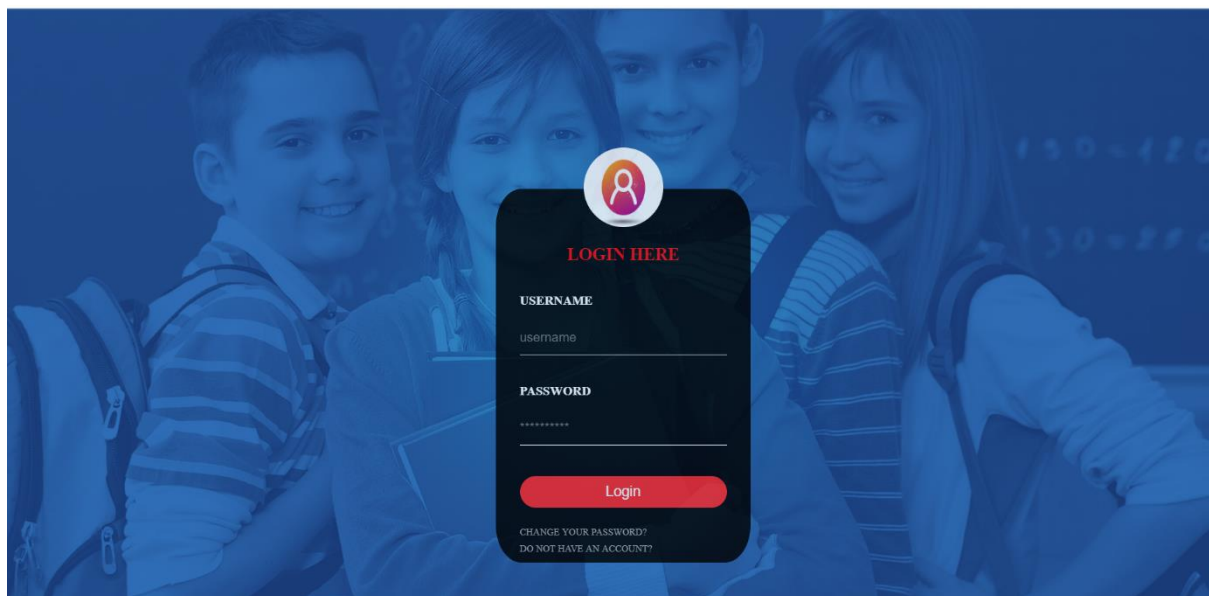 LOGIN HERE
USERNAME
username
PASSWORD
**********
Login
CHANGE YOUR PASSWORD?
DO NOT HAVE AN ACCOUNT?